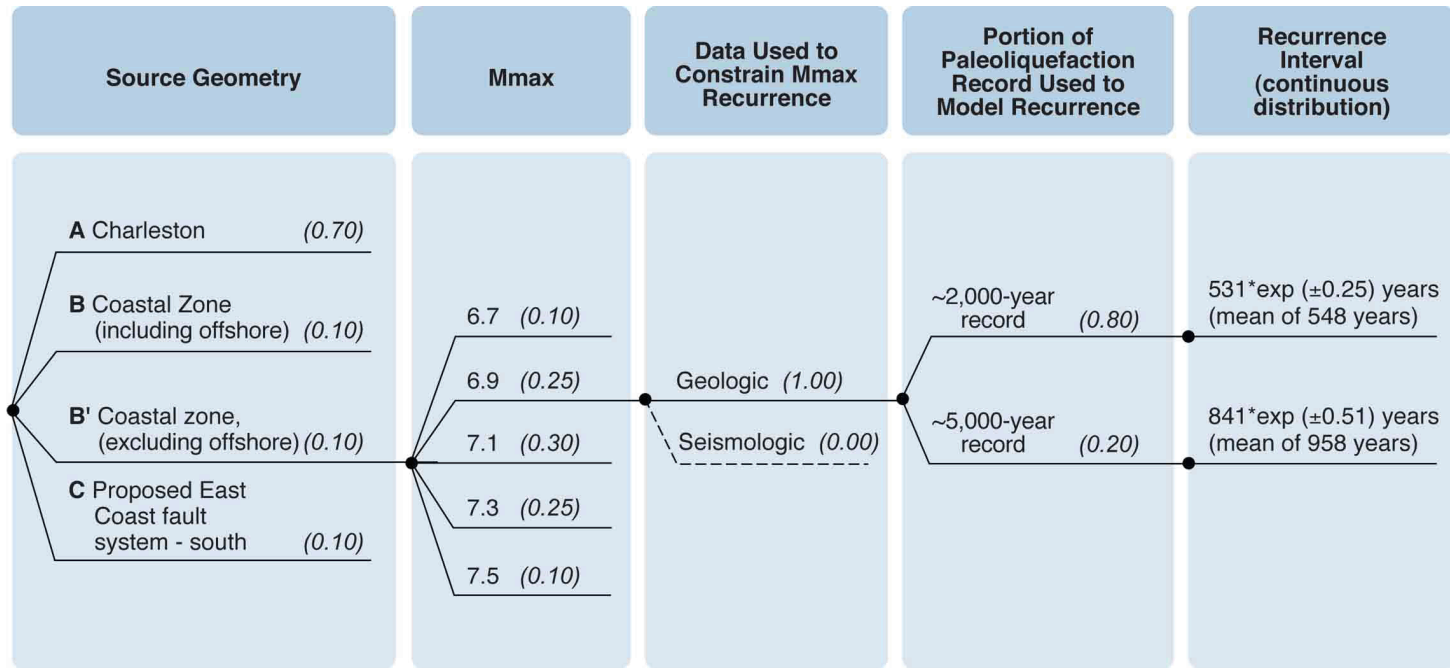 Source Geometry
Mmax
Data Used to
Constrain Mmax
Recurrence
Portion of
Paleoliquefaction
Record Used to
Model Recurrence
Recurrence
Interval
(continuous
distribution)
A Charleston (0.70)
B Coastal Zone
(including offshore) (0.10)
B' Coastal zone,
(excluding offshore) (0.10)
C Proposed East
Coast fault
system - south (0.10)
6.7 (0.10)
6.9 (0.25)
7.1 (0.30)
7.3 (0.25)
7.5 (0.10)
Geologic (1.00)
Seismologic (0.00)
~2,000-year
record (0.80)
~5,000-year
record (0.20)
531*exp (±0.25) years
(mean of 548 years)
841*exp (±0.51) years
(mean of 958 years)